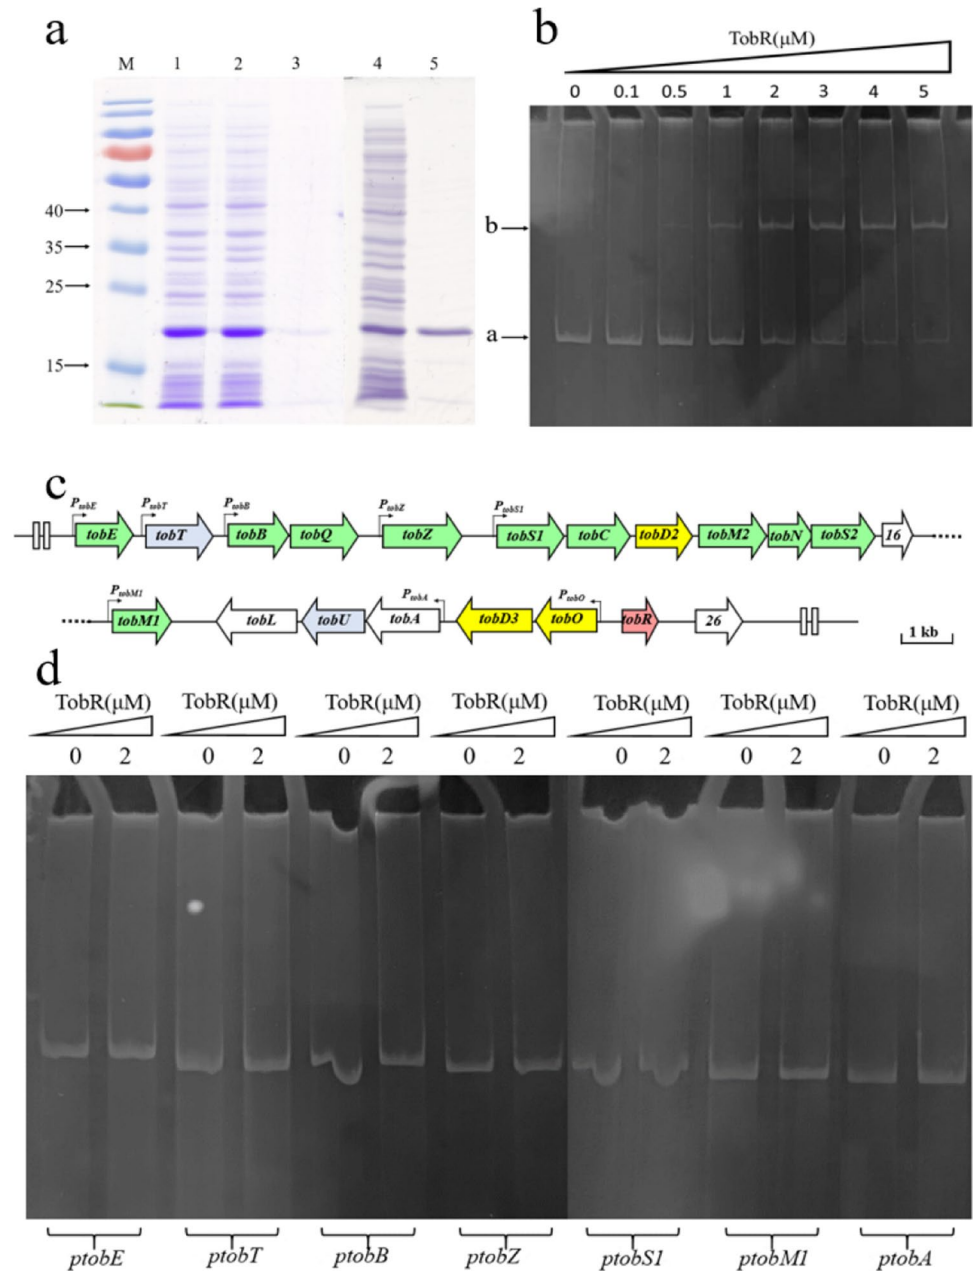 a
M 1 2 3 4 5
40
35
25
15
b
TobR(μM)
0 0.1 0.5 1 2 3 4 5
b
a
c
PtobE PtobT PtobB PtobZ PtobS1
tobE tobT tobB tobQ tobZ tobS1 tobC tobD2 tobM2 tobN tobS2 16
PtobM1 PtobA PtobO
tobM1 tobL tobU tobA tobD3 tobO tobR 26
1 kb
d
TobR(μM) TobR(μM) TobR(μM) TobR(μM) TobR(μM) TobR(μM) TobR(μM)
0 2 0 2 0 2 0 2 0 2 0 2 0 2
ptobE ptobT ptobB ptobZ ptobS1 ptobM1 ptobA